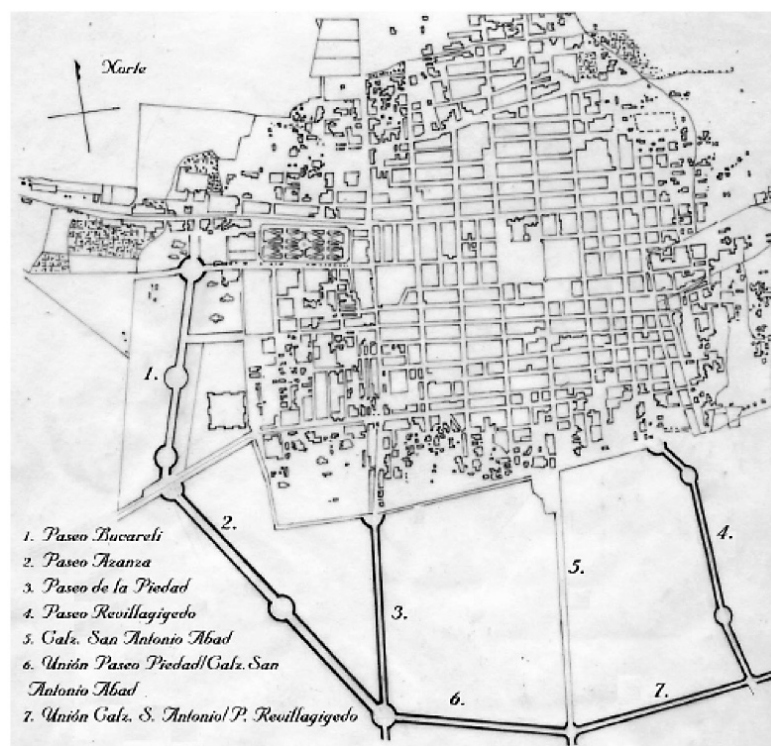 Norte
1.
2.
3.
4.
5.
6.
7.
1. Paseo Bucareli
2. Paseo Azanza
3. Paseo de la Piedad
4. Paseo Revillagigedo
5. Calz. San Antonio Abad
6. Unión Paseo Piedad/Calz. San
Antonio Abad
7. Unión Calz. S. Antonio/P. Revillagigedo